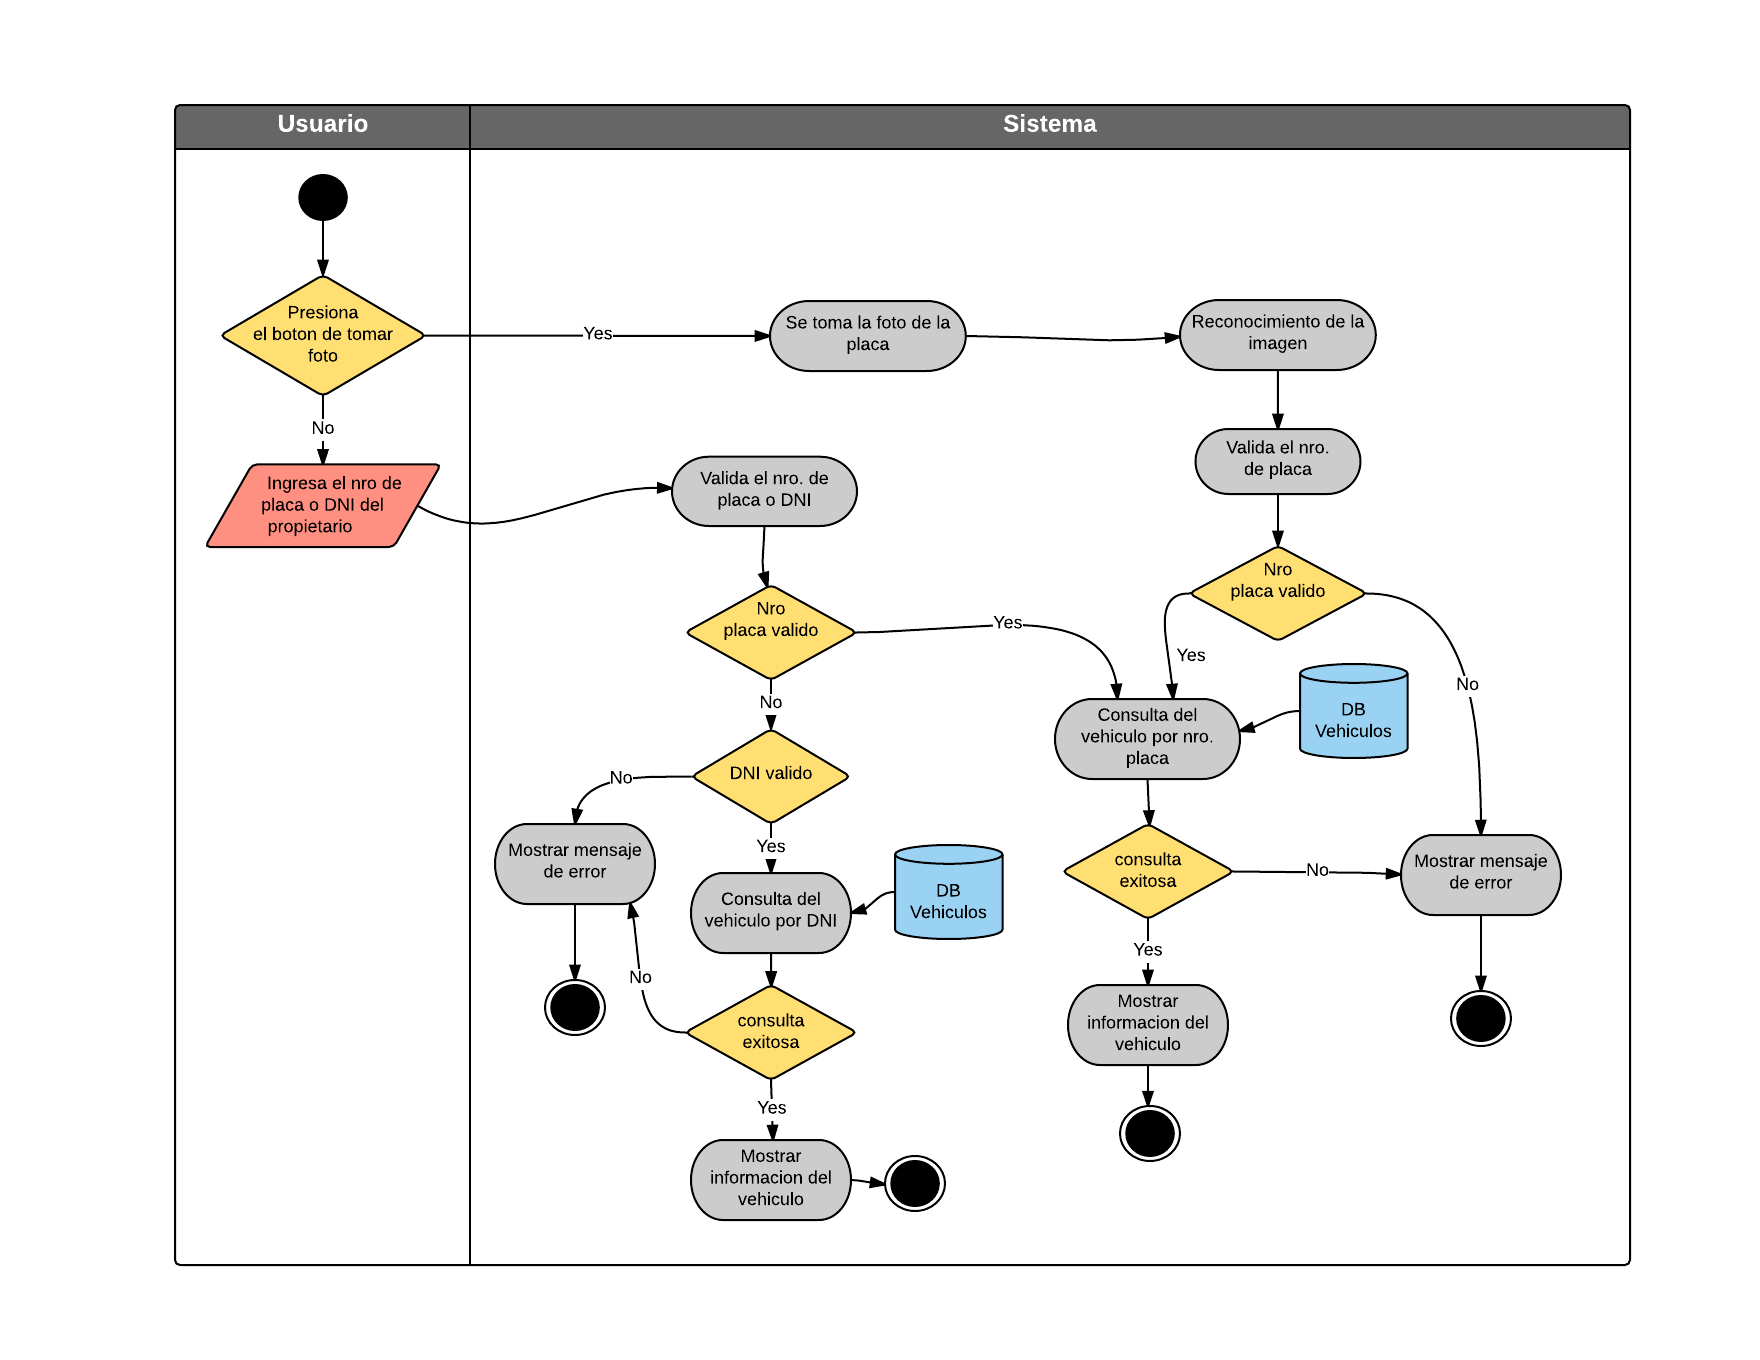 Usuario
Sistema
Presiona
el boton de tomar
foto
Yes
Se toma la foto de la
placa
Reconocimiento de la
imagen
No
Ingresa el nro de
placa o DNI del
propietario
Valida el nro. de
placa o DNI
Valida el nro.
de placa
Nro
placa valido
Yes
Nro
placa valido
Yes
No
No
DNI valido
No
Yes
Consulta del
vehiculo por nro.
placa
DB
Vehiculos
Mostrar mensaje
de error
Consulta del
vehiculo por DNI
DB
Vehiculos
consulta
exitosa
No
Mostrar mensaje
de error
No
consulta
exitosa
Yes
Mostrar
informacion del
vehiculo
Yes
Mostrar
informacion del
vehiculo